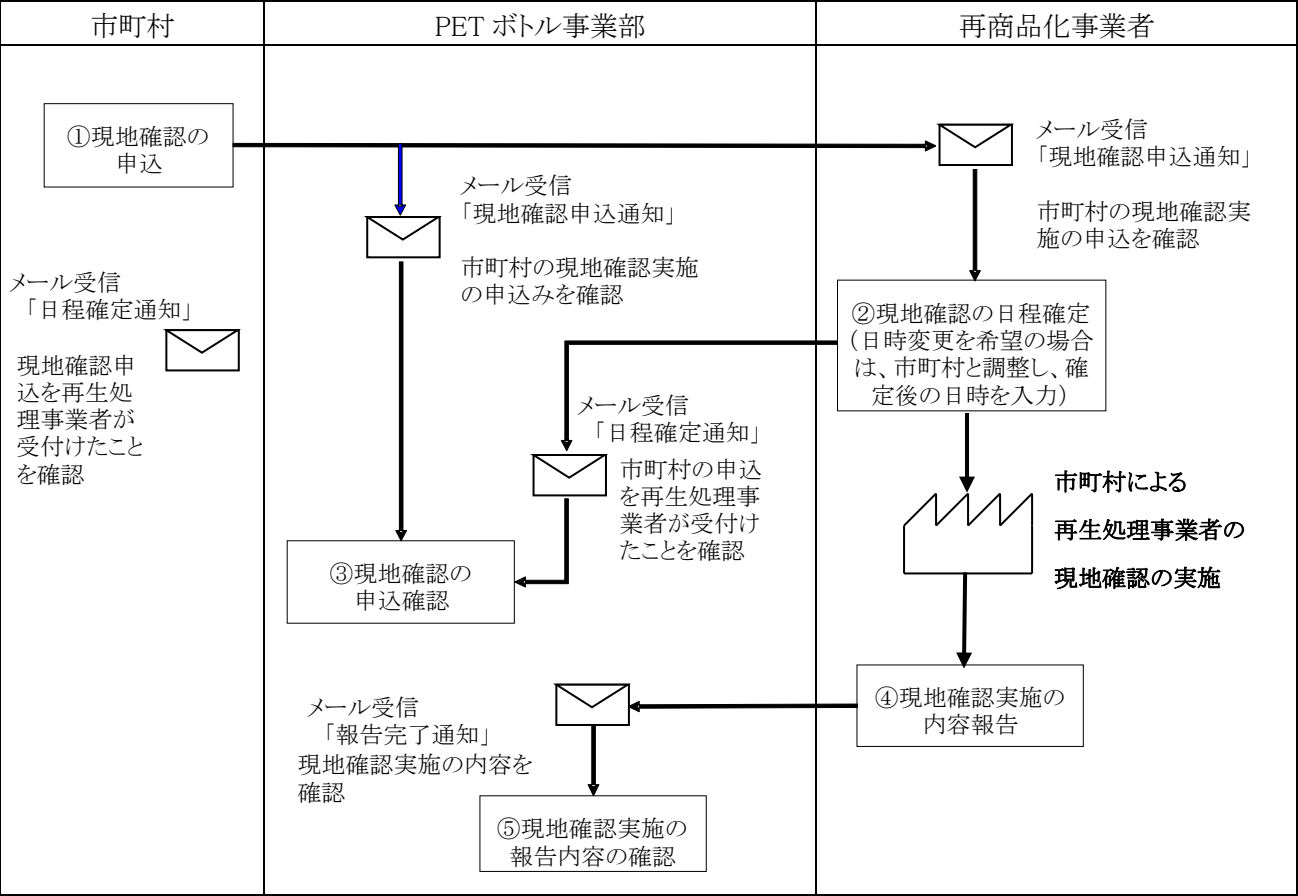 市町村
PET ボトル事業部
再商品化事業者
①現地確認の
申込
メール受信
「現地確認申込通知」
市町村の現地確認実
施の申込を確認
メール受信
「現地確認申込通知」
市町村の現地確認実施
の申込みを確認
メール受信
「日程確定通知」
現地確認申
込を再生処
理事業者が
受付けたこと
を確認
②現地確認の日程確定
（日時変更を希望の場合
は、市町村と調整し、確
定後の日時を入力）
メール受信
「日程確定通知」
市町村の申込
を再生処理事
業者が受付け
たことを確認
市町村による
再生処理事業者の
現地確認の実施
③現地確認の
申込確認
④現地確認実施の
内容報告
メール受信
「報告完了通知」
現地確認実施の内容を
確認
⑤現地確認実施の
報告内容の確認